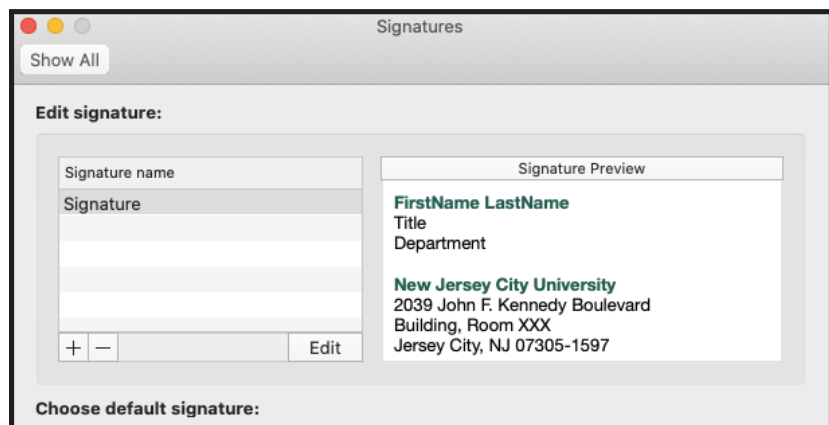 Signatures
Show All
Edit signature:
Signature name
Signature
+ − Edit
Signature Preview
FirstName LastName
Title
Department
New Jersey City University
2039 John F. Kennedy Boulevard
Building, Room XXX
Jersey City, NJ 07305-1597
Choose default signature: